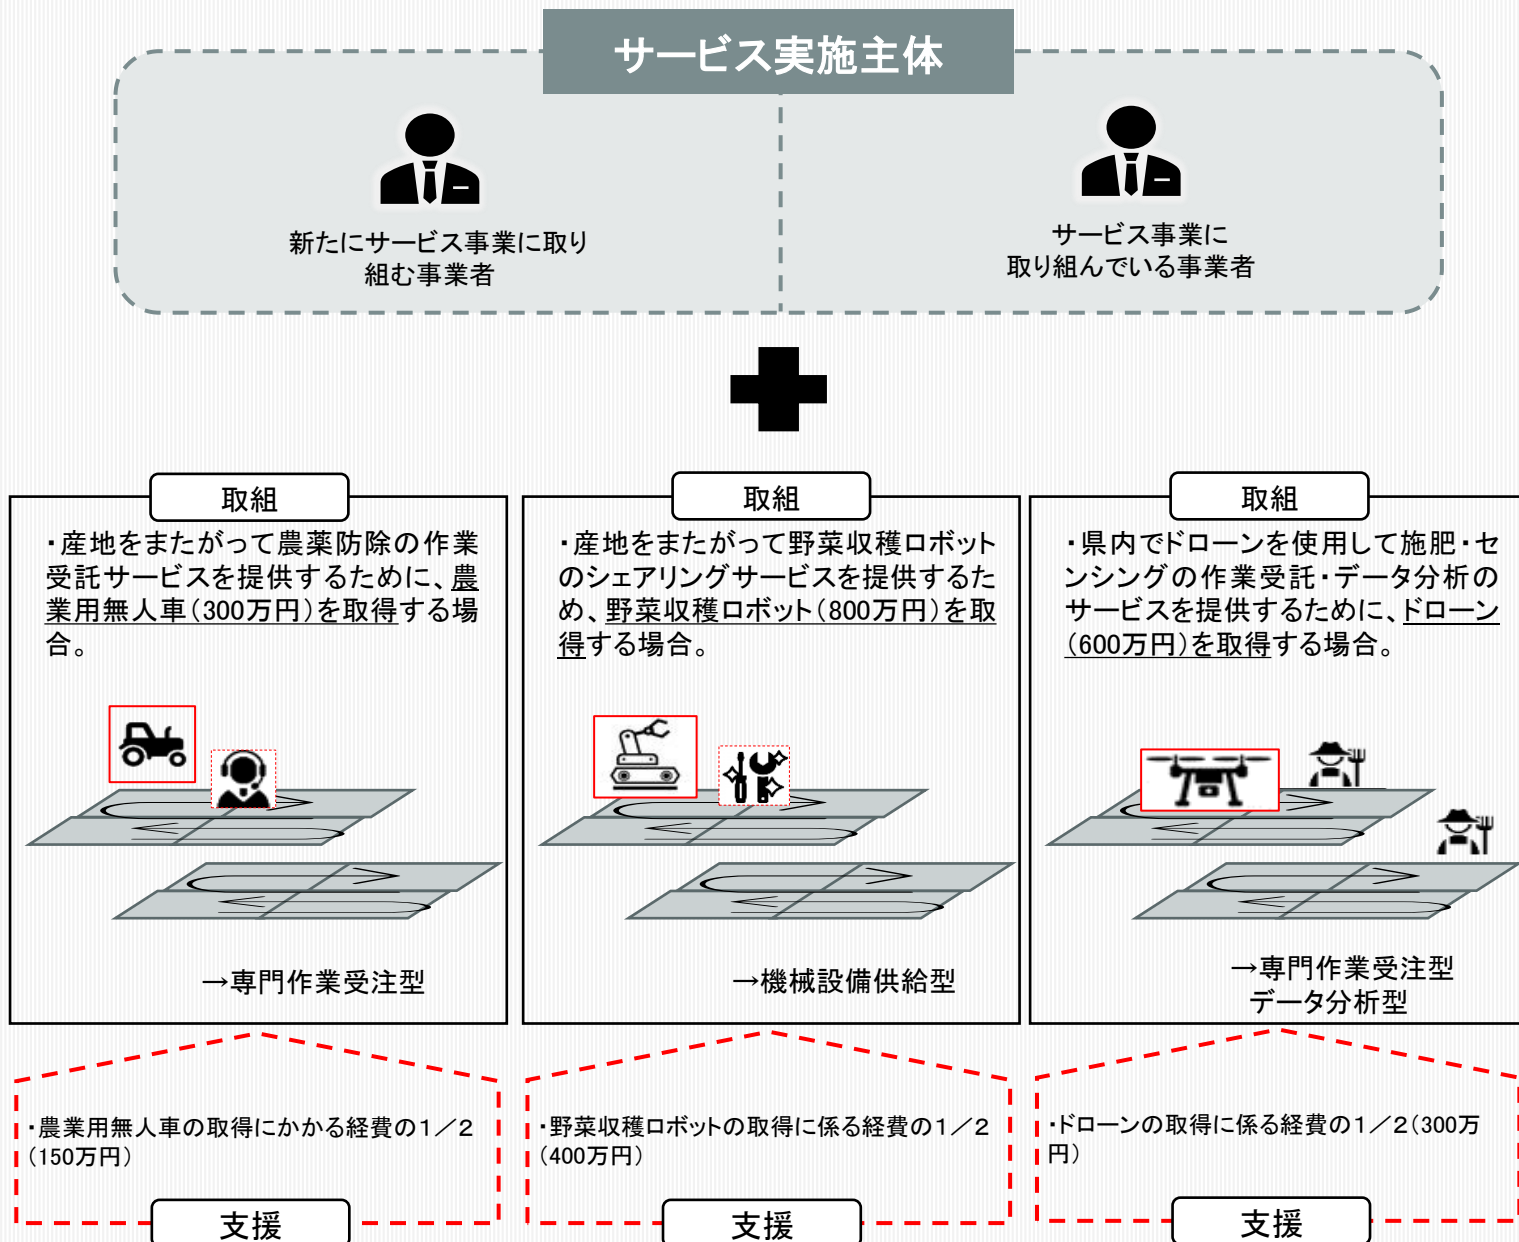 サービス実施主体
新たにサービス事業に取り
組む事業者
サービス事業に
取り組んでいる事業者
取組
・産地をまたがって農薬防除の作業
受託サービスを提供するために、農
業用無人車(300万円)を取得する場
合。
→専門作業受注型
取組
・産地をまたがって野菜収穫ロボット
のシェアリングサービスを提供するた
め、野菜収穫ロボット(800万円)を取
得する場合。
→機械設備供給型
取組
・県内でドローンを使用して施肥・セ
ンシングの作業受託・データ分析の
サービスを提供するために、ドローン
(600万円)を取得する場合。
→専門作業受注型
データ分析型
・農業用無人車の取得にかかる経費の1/2
(150万円)
支援
・野菜収穫ロボットの取得に係る経費の1/2
(400万円)
支援
・ドローンの取得に係る経費の1/2(300万
円)
支援